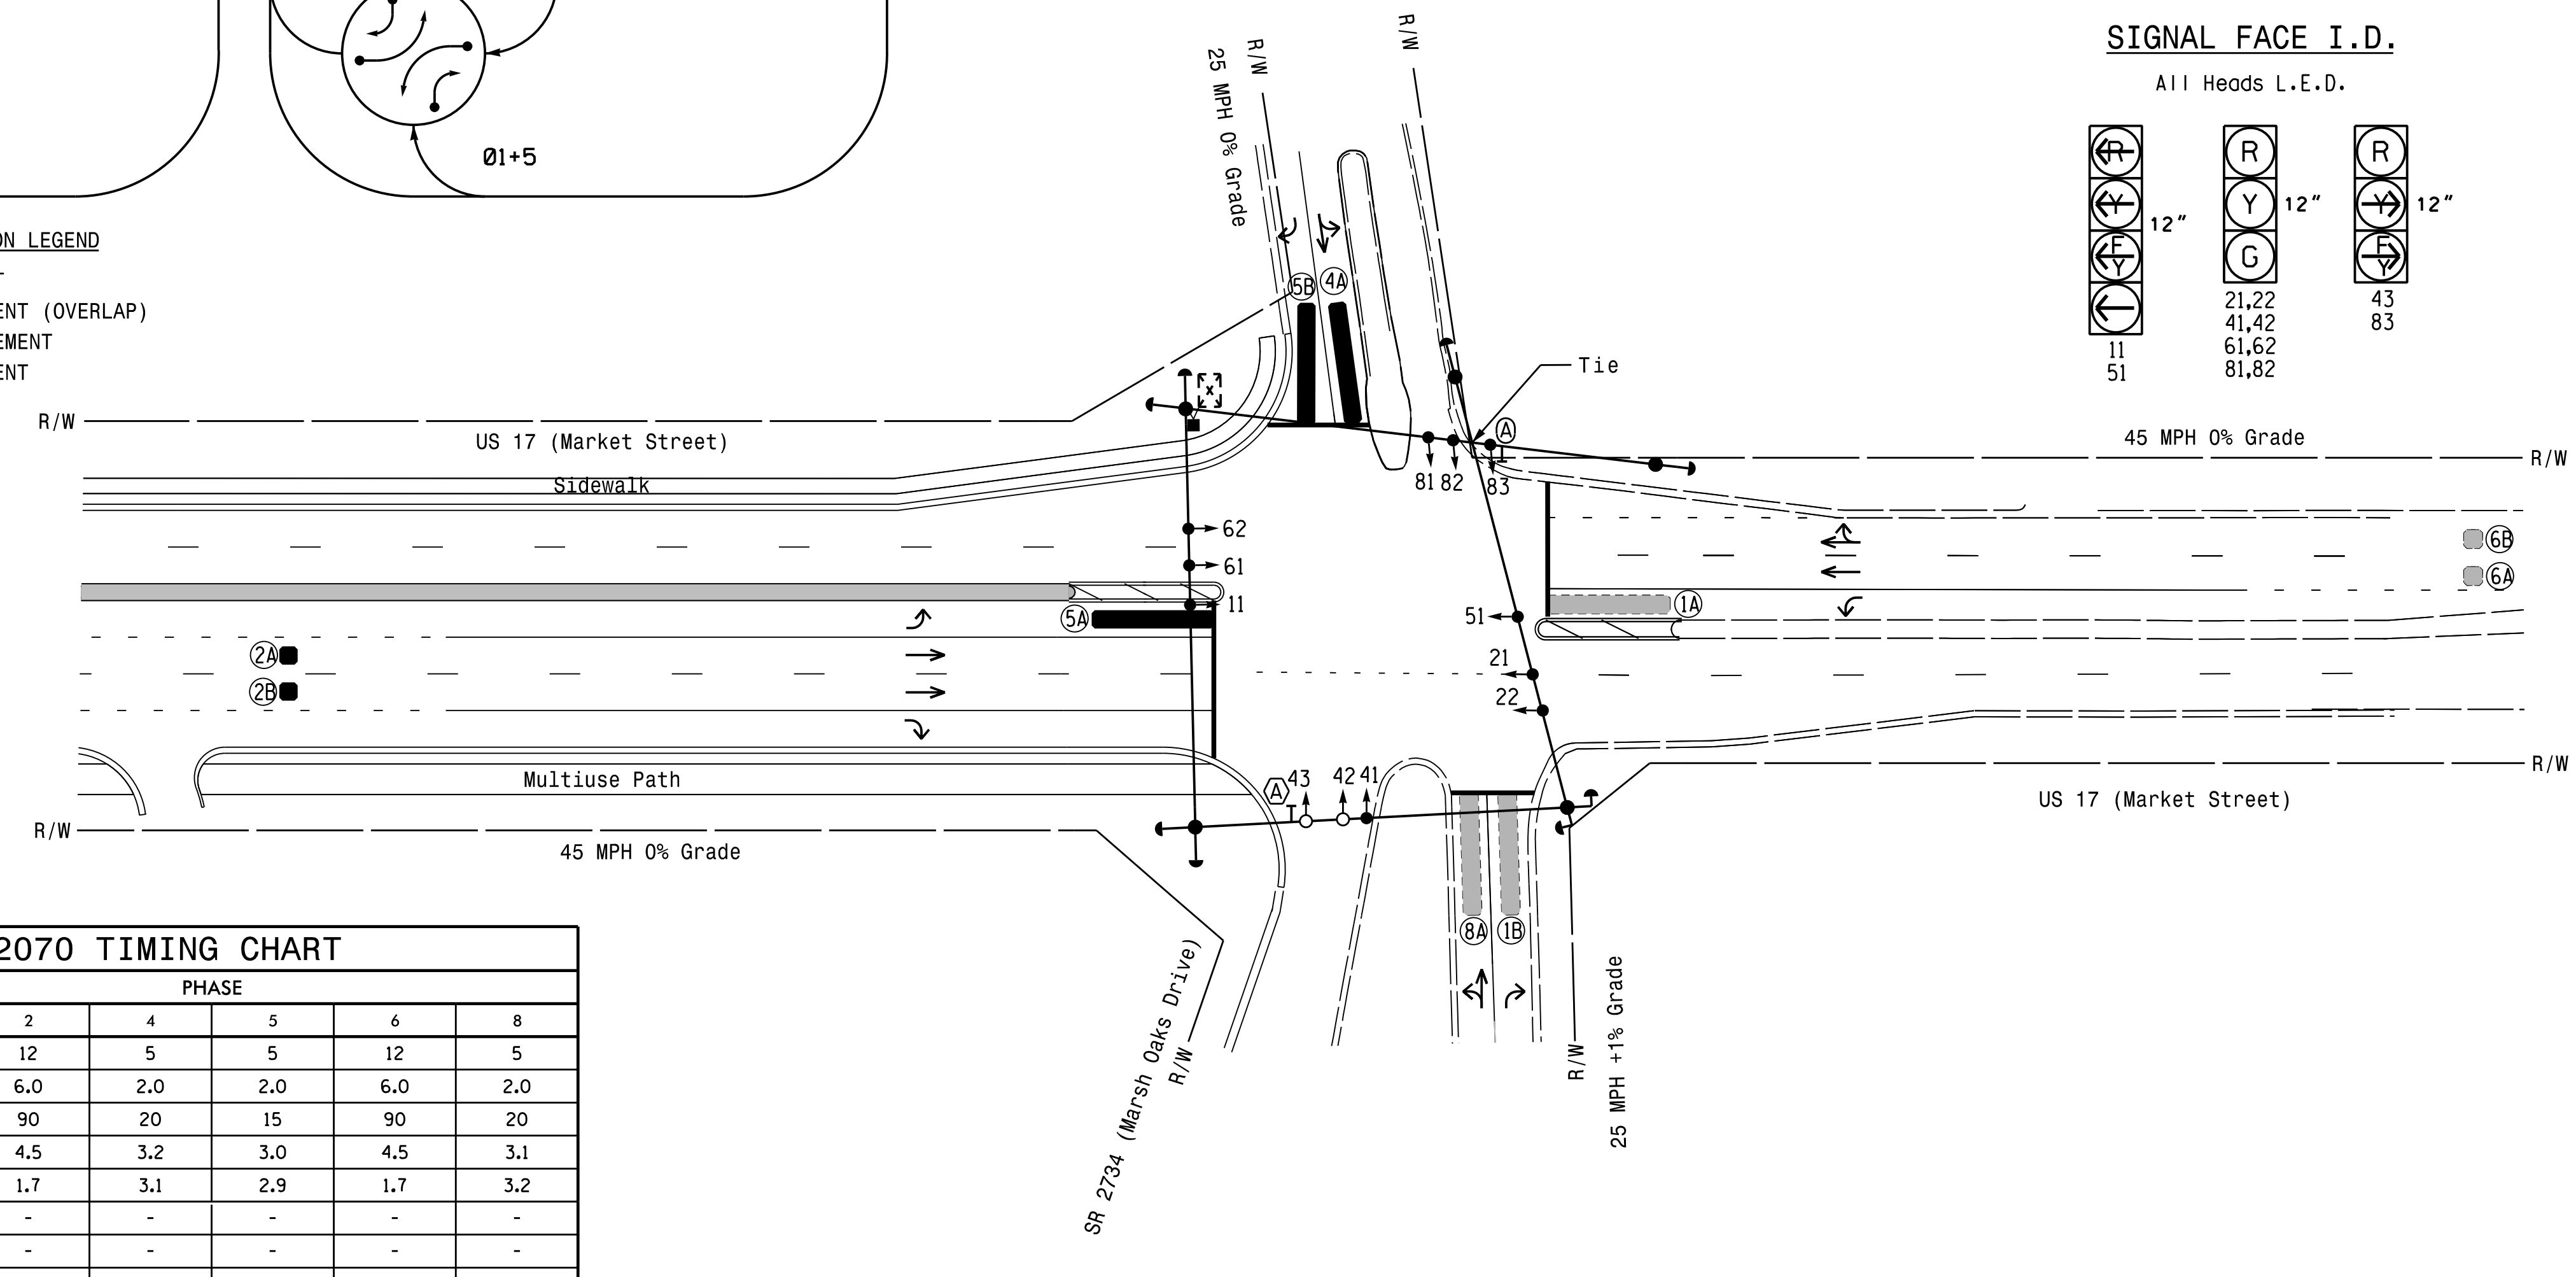 Ø1+5
ON LEGEND
ENT (OVERLAP)
EMENT
ENT
SIGNAL FACE I.D.
All Heads L.E.D.
R
Y
F
Y
12"
11
51
R
Y
G
12"
21,22
41,42
61,62
81,82
R
Y
F
Y
12"
43
83
R/W
R/W
25 MPH 0% Grade
5B
4A
Tie
A
81 82
83
R/W
US 17 (Market Street)
Sidewalk
45 MPH 0% Grade
R/W
62
61
11
5A
2A
2B
51
21
22
1A
6B
6A
Multiuse Path
R/W
45 MPH 0% Grade
A
43
42 41
8A
1B
R/W
US 17 (Market Street)
SR 2734 (Marsh Oaks Drive)
R/W
R/W
25 MPH +1% Grade
2070 TIMING CHART
PHASE
2 4 5 6 8
12 5 5 12 5
6.0 2.0 2.0 6.0 2.0
90 20 15 90 20
4.5 3.2 3.0 4.5 3.1
1.7 3.1 2.9 1.7 3.2
- - - - -
- - - - -